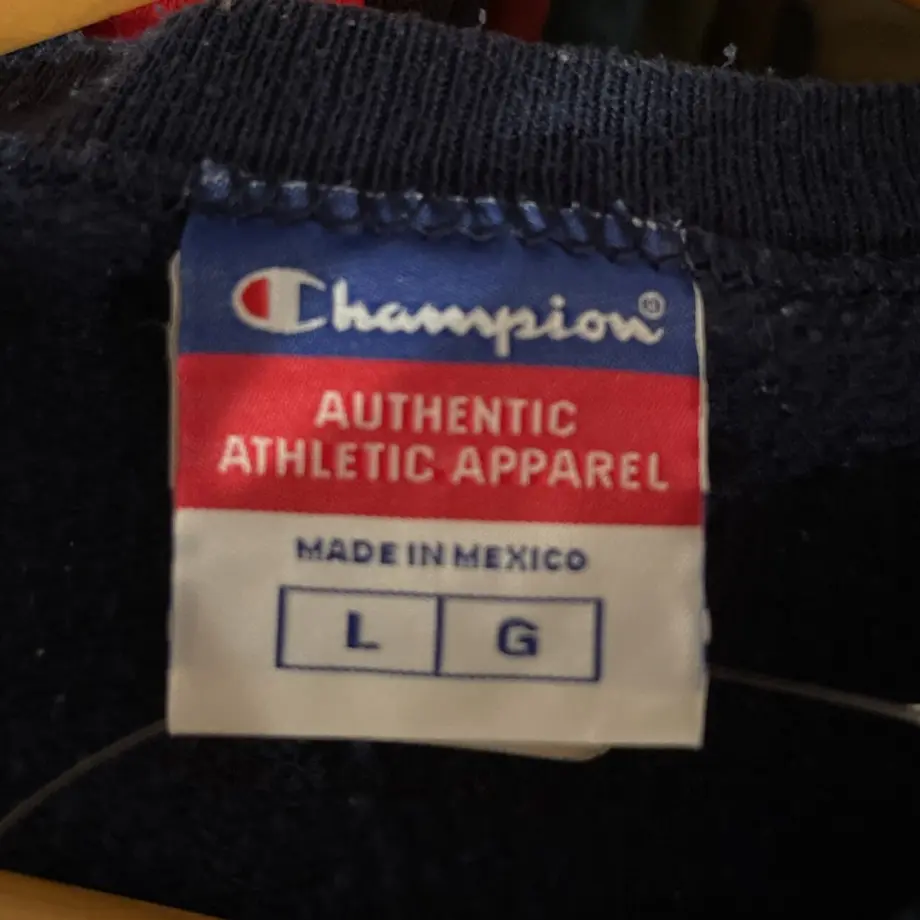 Champion®
AUTHENTIC
ATHLETIC APPAREL
MADE IN MEXICO
L G